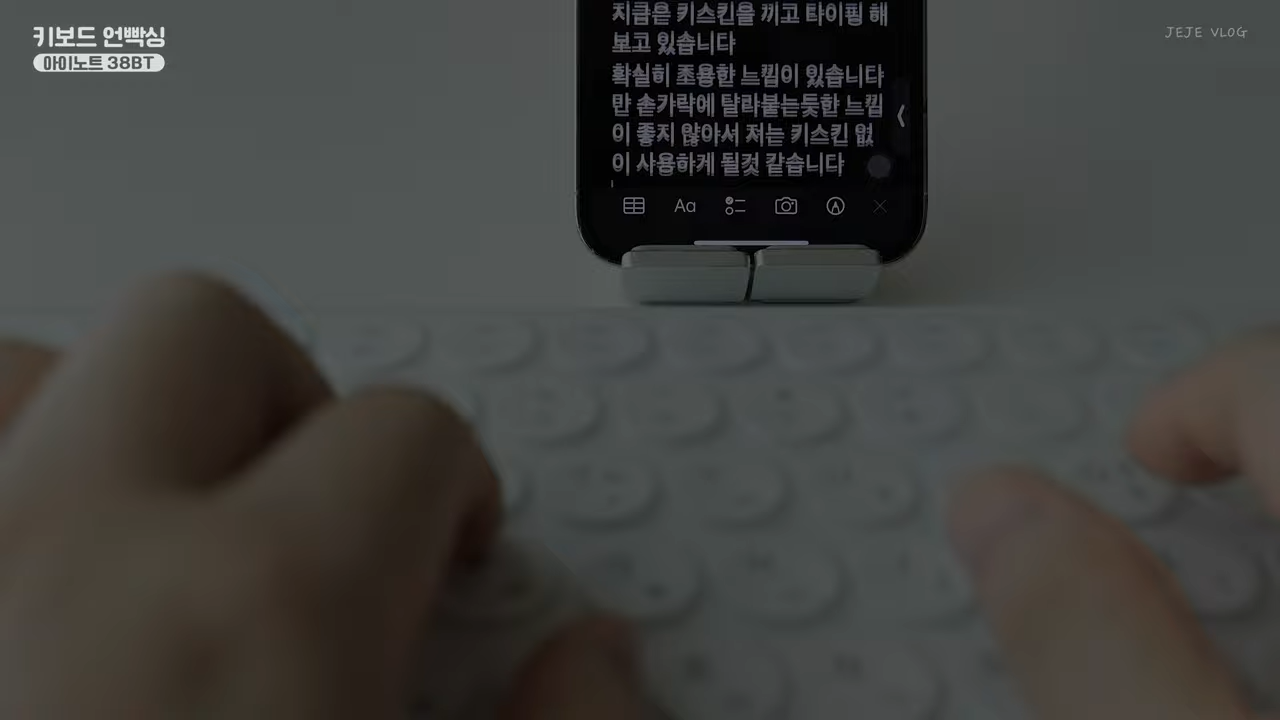 키보드 언빡싱
아이노트 38BT
JEJE VLOG
지금은 키스킨을 끼고 타이핑 해
보고 있습니다
확실히 조용한 느낌이 있습니다
만 손가락에 달라붙는듯한 느낌
이 좋지 않아서 저는 키스킨 없
이 사용하게 될것 같습니다
Aa